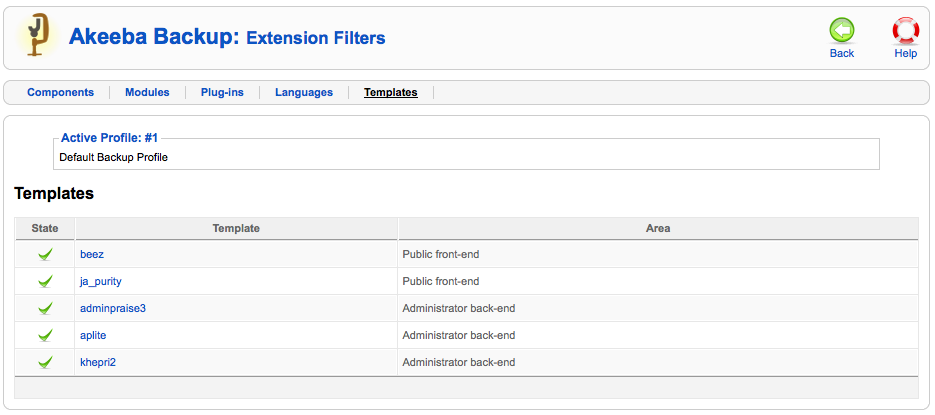 Akeeba Backup: Extension Filters
Back
Help
Components
Modules
Plug-ins
Languages
Templates
Active Profile: #1
Default Backup Profile
Templates
State Template Area
beez Public front-end
ja_purity Public front-end
adminpraise3 Administrator back-end
aplite Administrator back-end
khepri2 Administrator back-end